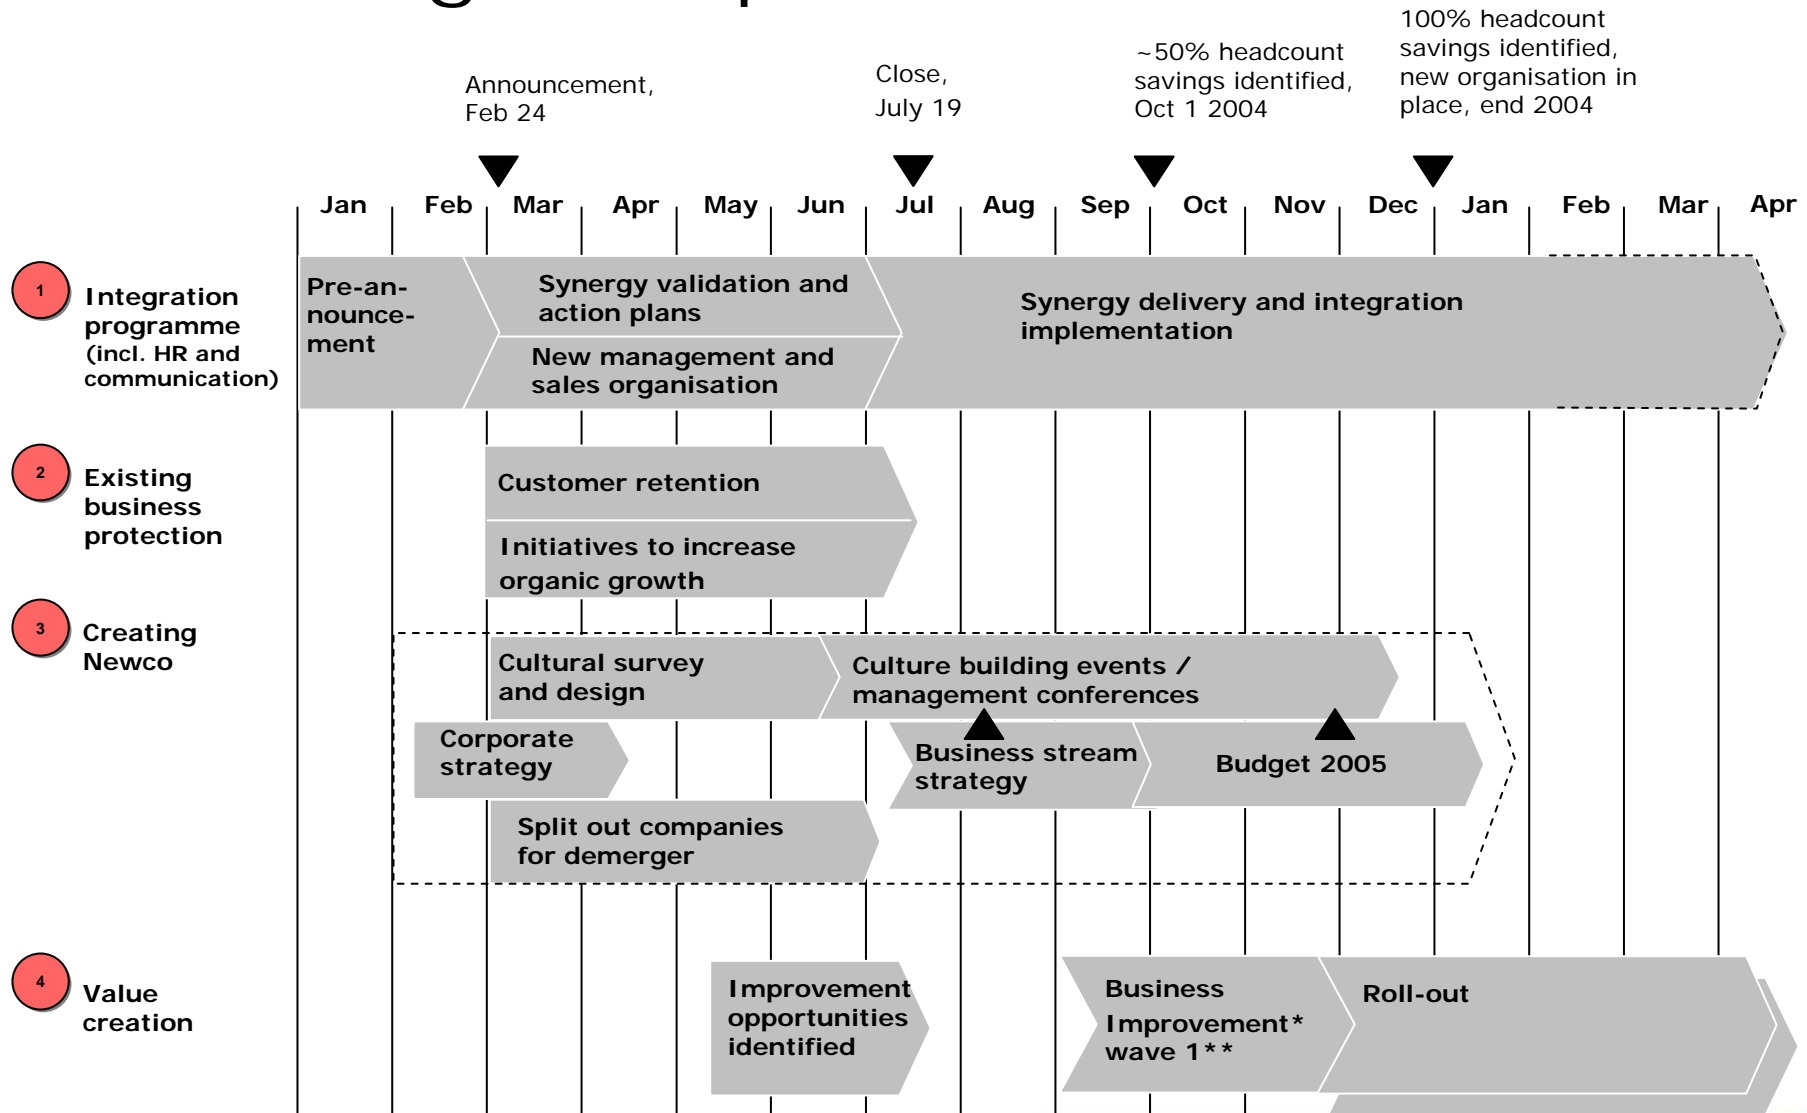 100% headcount
savings identified,
new organisation in
place, end 2004
~50% headcount
savings identified,
Oct 1 2004
Close,
July 19
Announcement,
Feb 24
Jan Feb Mar Apr May Jun Jul Aug Sep Oct Nov Dec Jan Feb Mar Apr
1
Integration
programme
(incl. HR and
communication)
Pre-an-
nounce-
ment
Synergy validation and
action plans
New management and
sales organisation
Synergy delivery and integration
implementation
2
Existing
business
protection
Customer retention
Initiatives to increase
organic growth
3
Creating
Newco
Cultural survey
and design
Culture building events /
management conferences
Corporate
strategy
Business stream
strategy
Budget 2005
Split out companies
for demerger
4
Value
creation
Improvement
opportunities
identified
Business
Improvement*
wave 1**
Roll-out